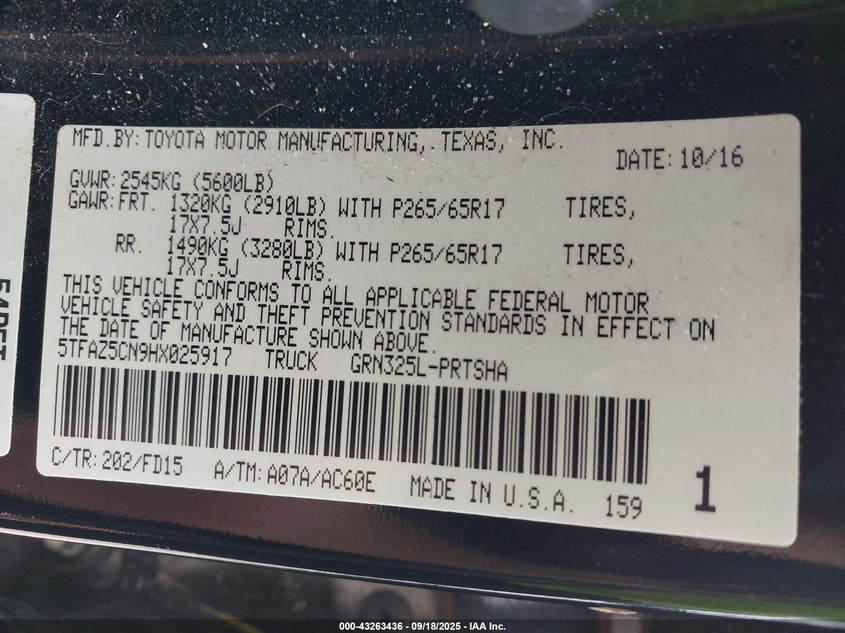 MFD.BY: TOYOTA MOTOR MANUFACTURING,. TEXAS, INC.
DATE: 10/16
GVWR: 2545KG (5600LB)
GAWR: FRT. 1320KG (2910LB) WITH P265/65R17 TIRES,
17X7.5J RIMS.
RR. 1490KG (3280LB) WITH P265/65R17 TIRES,
17X7.5J RIMS.
THIS VEHICLE CONFORMS TO ALL APPLICABLE FEDERAL MOTOR
VEHICLE SAFETY AND THEFT PREVENTION STANDARDS IN EFFECT ON
THE DATE OF MANUFACTURE SHOWN ABOVE.
5TFAZ5CN9HX025917 TRUCK GRN325L-PRTSHA
C/TR: 202/FD15 A/TM: A07A/AC60E MADE IN U.S.A. 159
1
000-43263436 - 09/18/2025 - IAA Inc.